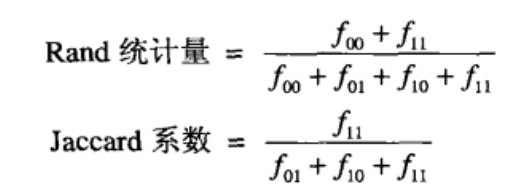 Rand 统计量 = (f₀₀ + f₁₁) / (f₀₀ + f₀₁ + f₁₀ + f₁₁)
Jaccard 系数 = f₁₁ / (f₀₁ + f₁₀ + f₁₁)